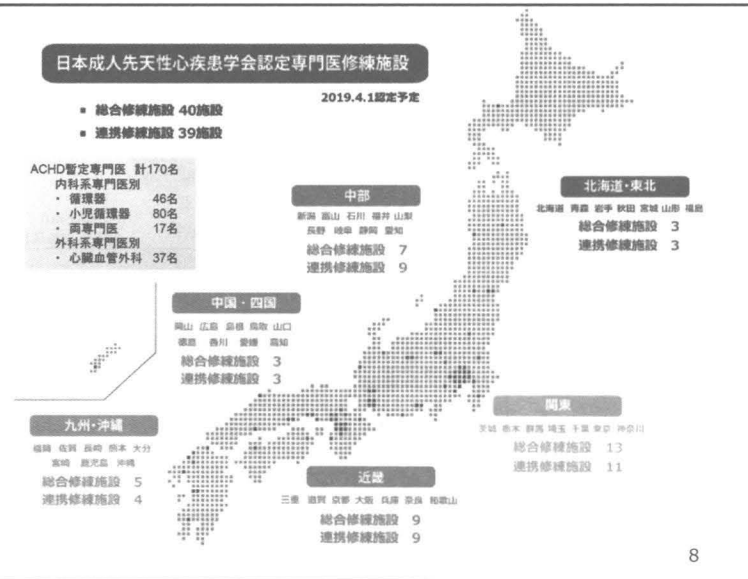 日本成人先天性心疾患学会認定専門医修練施設
2019.4.1認定予定
▪ 総合修練施設 40施設
▪ 連携修練施設 39施設
ACHD暫定専門医 計170名
内科系専門医別
・ 循環器 46名
・ 小児循環器 80名
・ 両専門医 17名
外科系専門医別
・ 心臓血管外科 37名
北海道・東北
北海道 青森 岩手 秋田 宮城 山形 福島
総合修練施設 3
連携修練施設 3
中部
新潟 富山 石川 福井 山梨
長野 岐阜 静岡 愛知
総合修練施設 7
連携修練施設 9
中国・四国
岡山 広島 島根 鳥取 山口
徳島 香川 愛媛 高知
総合修練施設 3
連携修練施設 3
関東
茨城 栃木 群馬 埼玉 千葉 東京 神奈川
総合修練施設 13
連携修練施設 11
九州・沖縄
福岡 佐賀 長崎 熊本 大分
宮崎 鹿児島 沖縄
総合修練施設 5
連携修練施設 4
近畿
三重 滋賀 京都 大阪 兵庫 奈良 和歌山
総合修練施設 9
連携修練施設 9
8